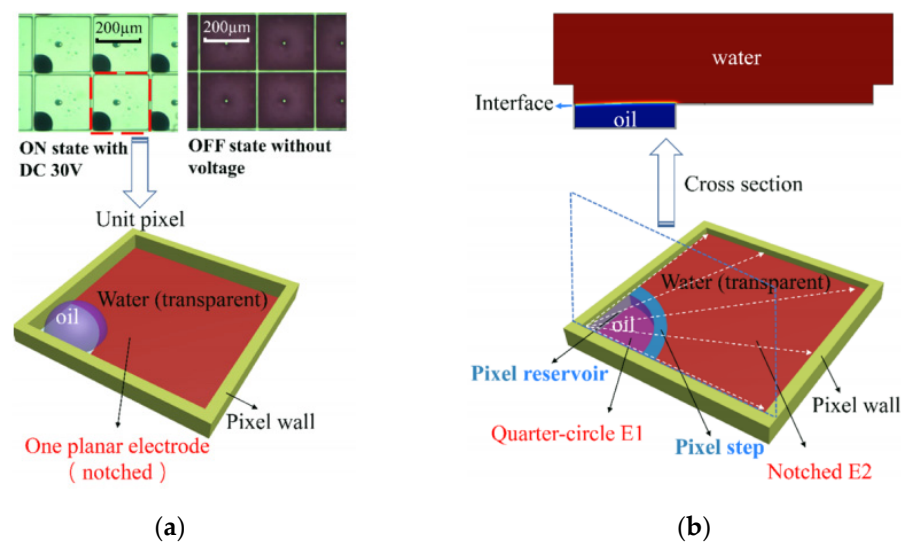 200μm
200μm
ON state with
DC 30V
OFF state without
voltage
Unit pixel
Water (transparent)
oil
Pixel wall
One planar electrode
( notched )
(a)
water
Interface
oil
Cross section
Water (transparent)
oil
Pixel reservoir
Pixel wall
Quarter-circle E1
Pixel step
Notched E2
(b)